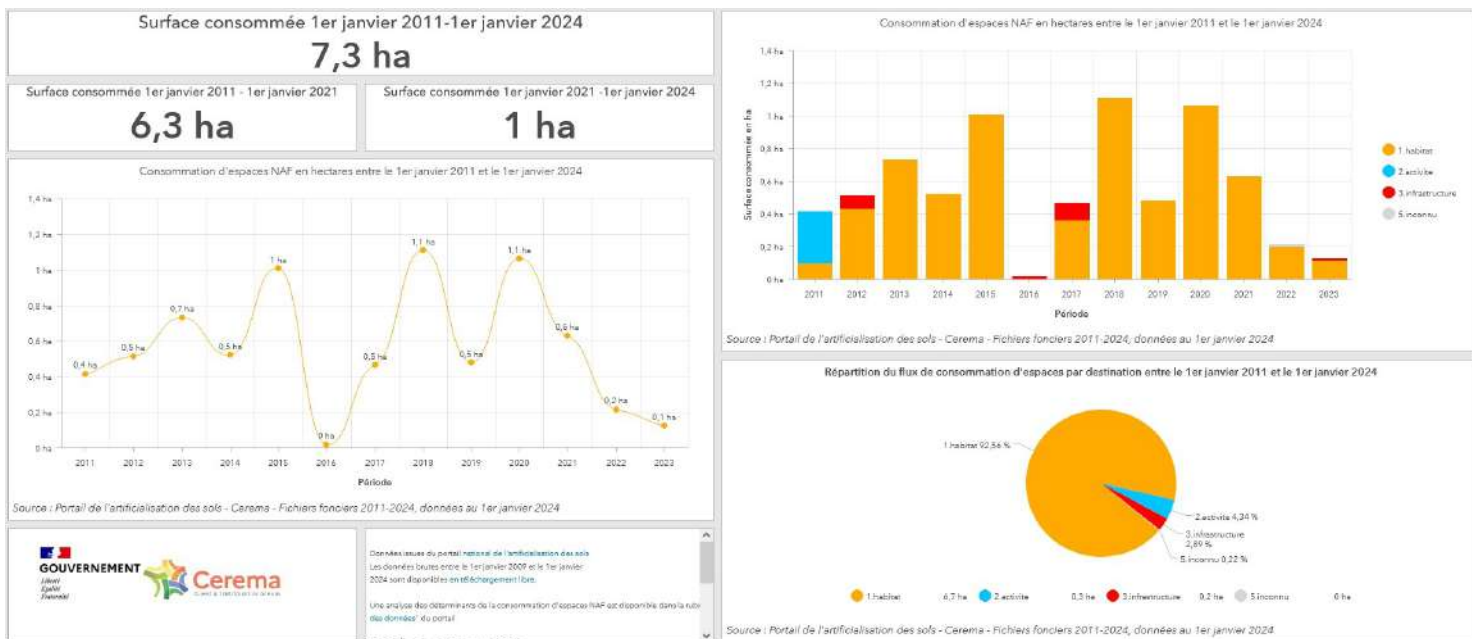 Surface consommée 1er janvier 2011-1er janvier 2024
7,3 ha
Surface consommée 1er janvier 2011 - 1er janvier 2021
6,3 ha
Surface consommée 1er janvier 2021 -1er janvier 2024
1 ha
Consommation d'espaces NAF en hectares entre le 1er janvier 2011 et le 1er janvier 2024
1,4 ha
1,2 ha
1 ha
0,8 ha
0,6 ha
0,4 ha
0,2 ha
0 ha
0,4 ha
0,5 ha
0,7 ha
0,5 ha
1 ha
0 ha
0,5 ha
1,1 ha
0,5 ha
1,1 ha
0,6 ha
0,2 ha
0,1 ha
2011 2012 2013 2014 2015 2016 2017 2018 2019 2020 2021 2022 2023
Période
Source : Portail de l'artificialisation des sols - Cerema - Fichiers fonciers 2011-2024, données au 1er janvier 2024
GOUVERNEMENT
Liberté
Égalité
Fraternité
Cerema
Données issues du portail national de l'artificialisation des sols
Les données brutes entre le 1er janvier 2009 et le 1er janvier
2024 sont disponibles en téléchargement libre.
Une analyse des déterminants de la consommation d'espaces NAF est disponible dans la rubr
des données" du portail
Consommation d'espaces NAF en hectares entre le 1er janvier 2011 et le 1er janvier 2024
Surface consommée en ha
1,4 ha
1,2 ha
1 ha
0,8 ha
0,6 ha
0,4 ha
0,2 ha
0 ha
2011 2012 2013 2014 2015 2016 2017 2018 2019 2020 2021 2022 2023
Période
1.habitat
2.activite
3.infrastructure
5.inconnu
Source : Portail de l'artificialisation des sols - Cerema - Fichiers fonciers 2011-2024, données au 1er janvier 2024
Répartition du flux de consommation d'espaces par destination entre le 1er janvier 2011 et le 1er janvier 2024
1.habitat 92,56 %
2.activite 4,34 %
3.infrastructure
2,89 %
5.inconnu 0,22 %
1.habitat 6,7 ha 2.activite 0,3 ha 3.infrastructure 0,2 ha 5.inconnu 0 ha
Source : Portail de l'artificialisation des sols - Cerema - Fichiers fonciers 2011-2024, données au 1er janvier 2024